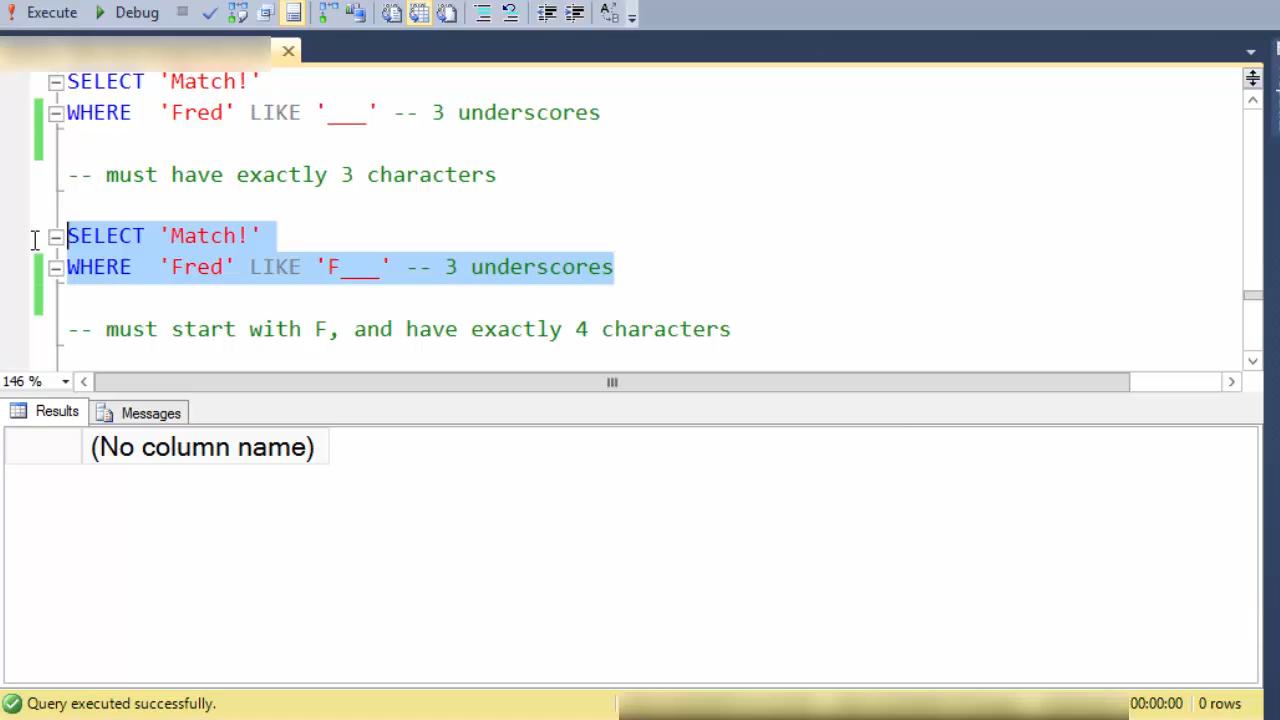 Execute Debug
SELECT 'Match!'
WHERE 'Fred' LIKE '___' -- 3 underscores
-- must have exactly 3 characters
SELECT 'Match!'
WHERE 'Fred' LIKE 'F___' -- 3 underscores
-- must start with F, and have exactly 4 characters
146 %
Results Messages
(No column name)
Query executed successfully. 00:00:00 0 rows